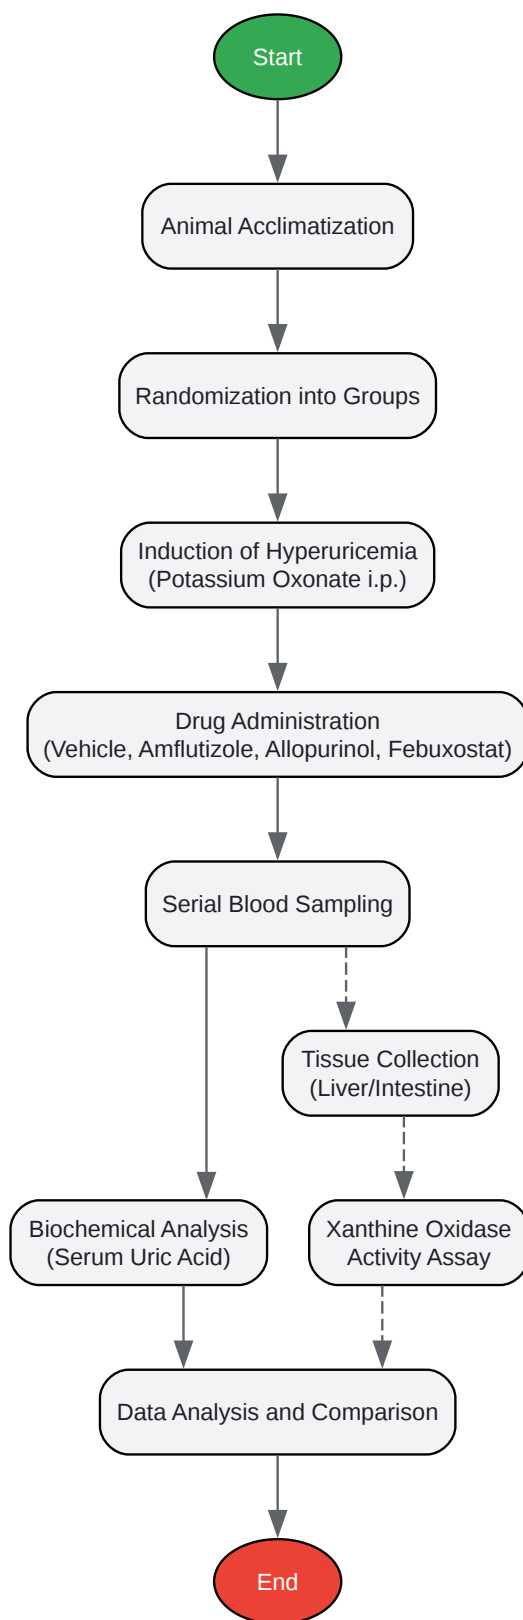 Start
Animal Acclimatization
Randomization into Groups
Induction of Hyperuricemia
(Potassium Oxonate i.p.)
Drug Administration
(Vehicle, Amflutizole, Allopurinol, Febuxostat)
Serial Blood Sampling
Tissue Collection
(Liver/Intestine)
Biochemical Analysis
(Serum Uric Acid)
Xanthine Oxidase
Activity Assay
Data Analysis and Comparison
End